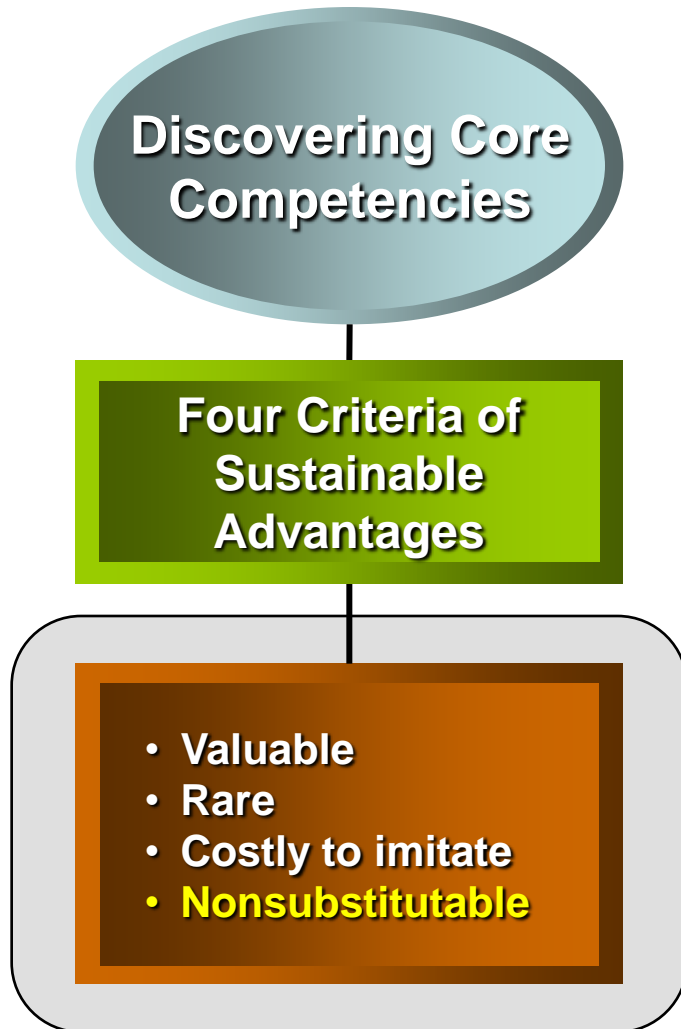 Discovering Core
Competencies
Four Criteria of
Sustainable
Advantages
• Valuable
• Rare
• Costly to imitate
• Nonsubstitutable